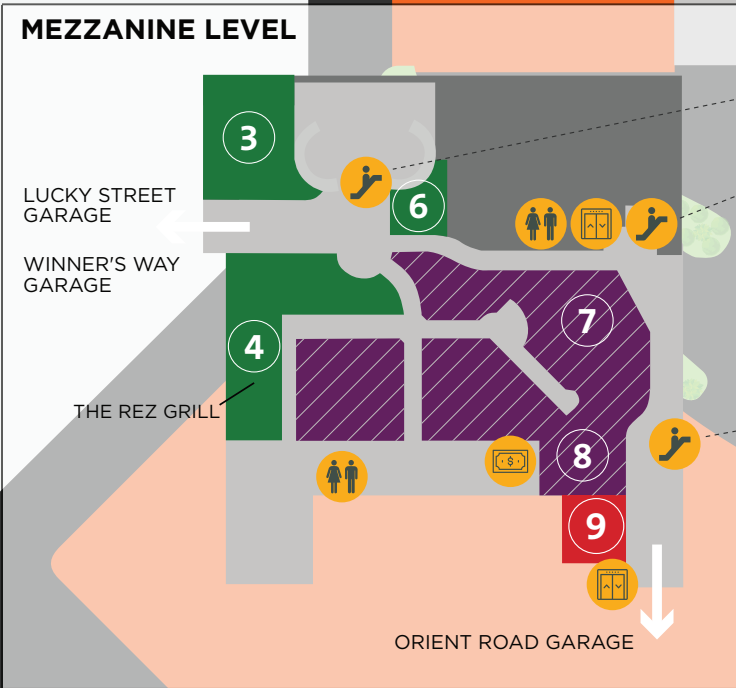 MEZZANINE LEVEL
3
LUCKY STREET
GARAGE
6
WINNER'S WAY
GARAGE
7
4
THE REZ GRILL
8
$
9
ORIENT ROAD GARAGE